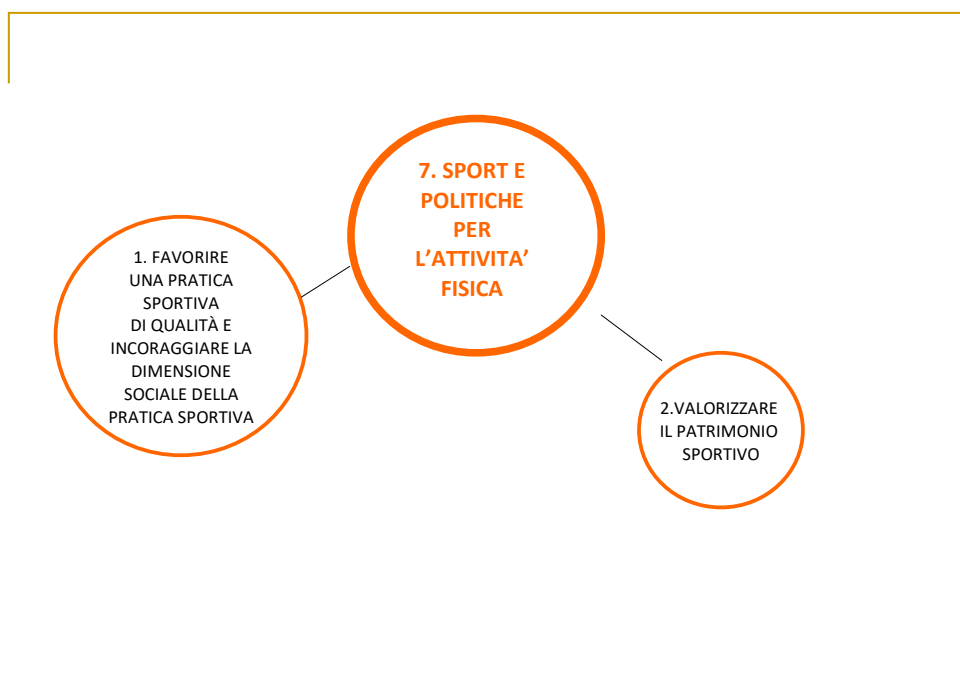 7. SPORT E
POLITICHE
PER
L’ATTIVITA’
FISICA
1. FAVORIRE
UNA PRATICA
SPORTIVA
DI QUALITÀ E
INCORAGGIARE LA
DIMENSIONE
SOCIALE DELLA
PRATICA SPORTIVA
2.VALORIZZARE
IL PATRIMONIO
SPORTIVO